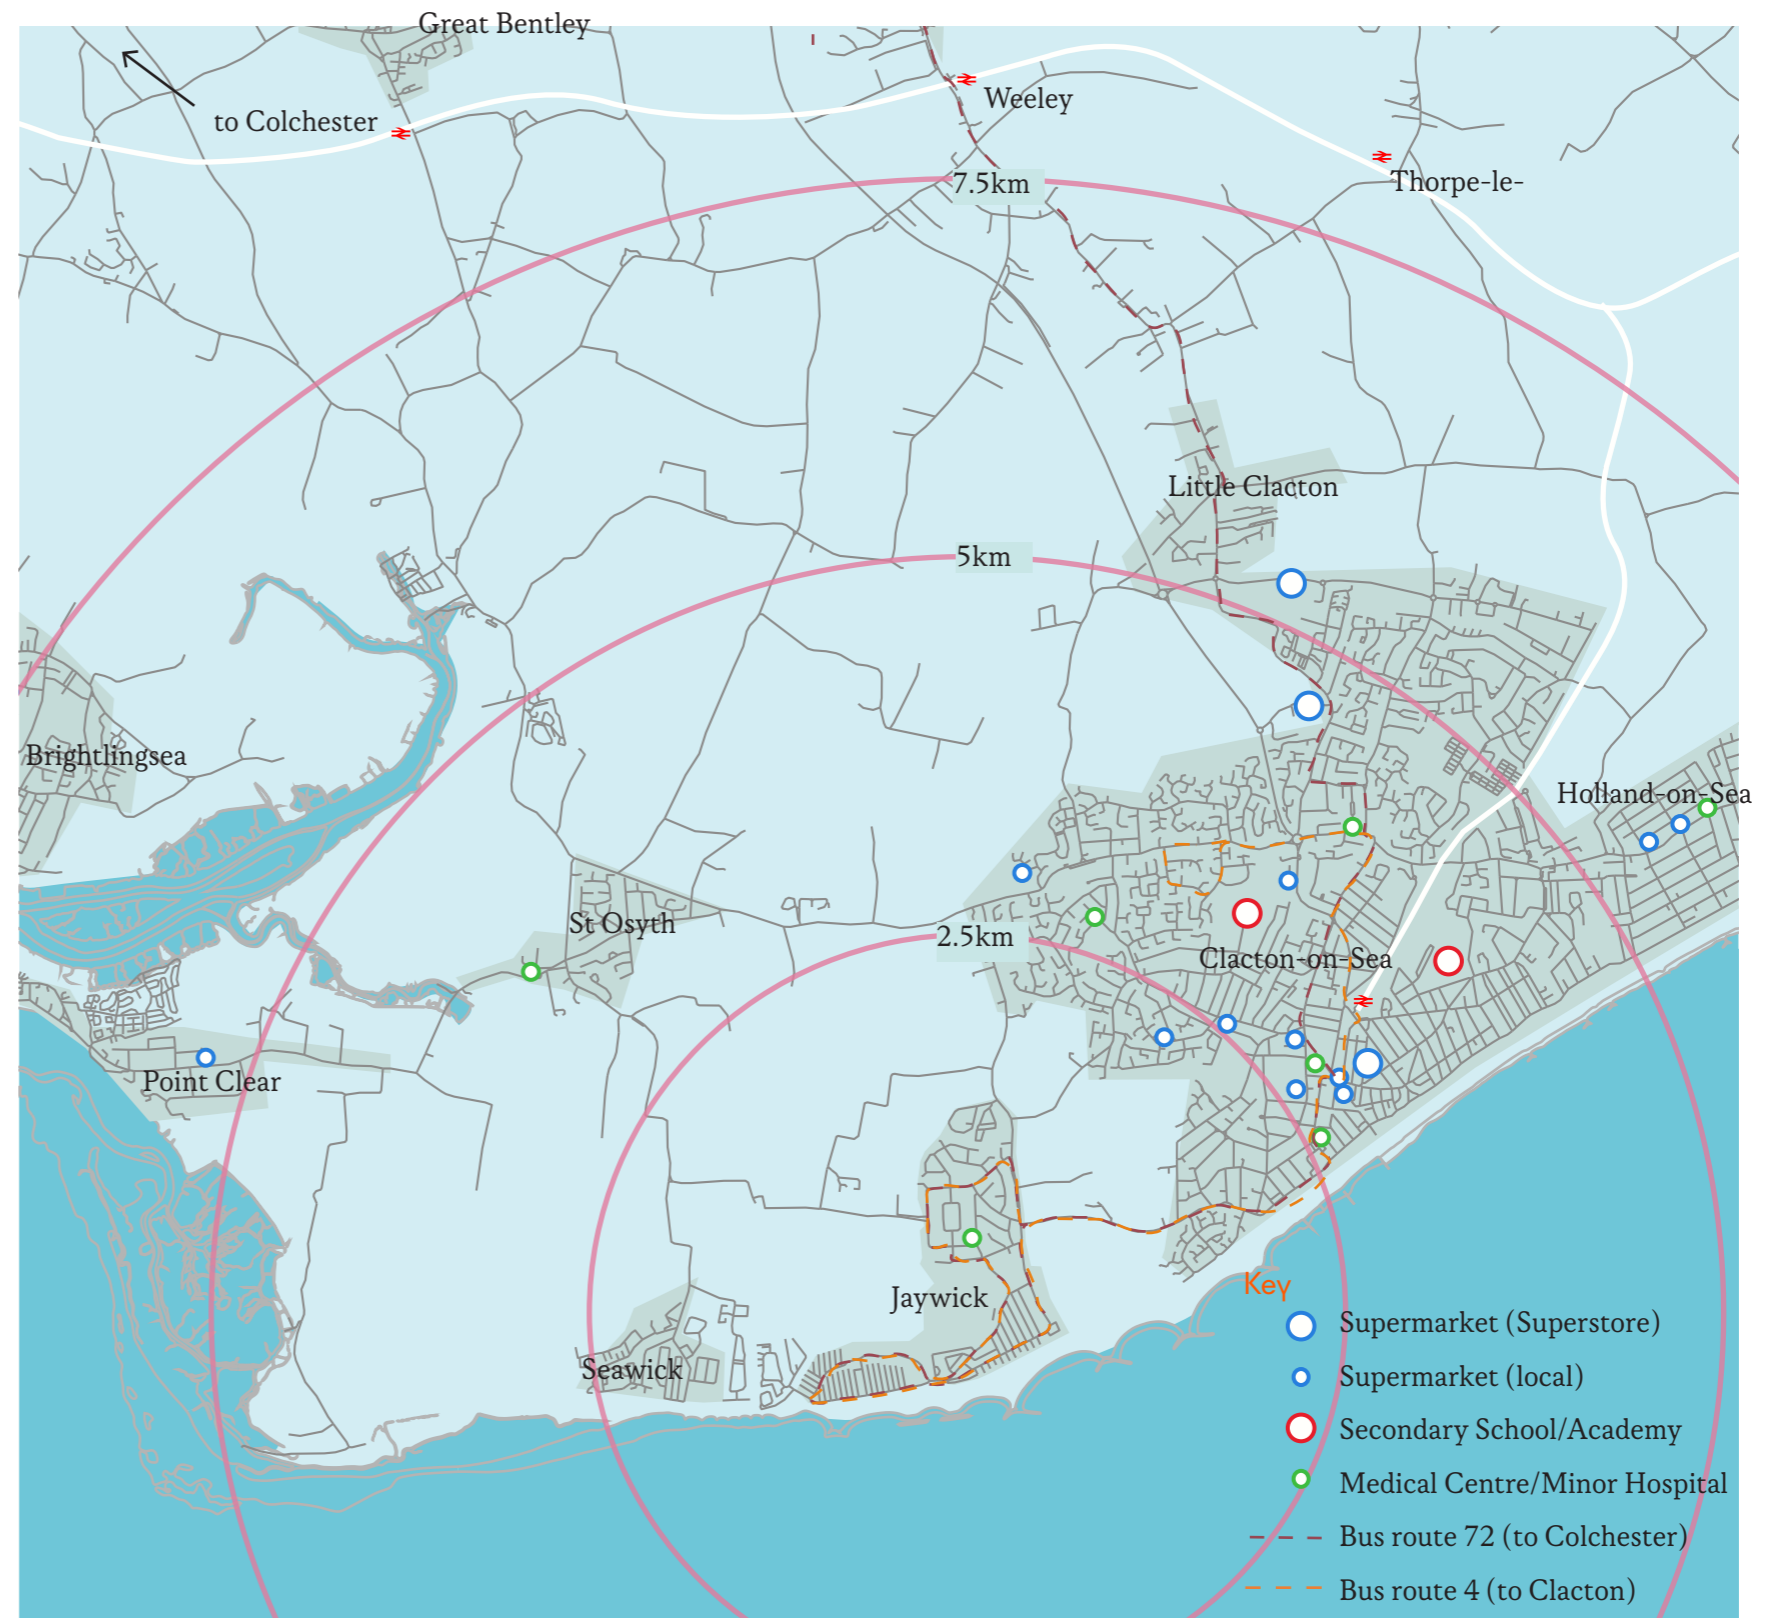 Great Bentley
to Colchester
Weeley
Thorpe-le-
7.5km
Little Clacton
5km
Brightlingsea
Holland-on-Sea
St Osyth
2.5km
Clacton-on-Sea
Point Clear
Jaywick
Seawick
Key
Supermarket (Superstore)
Supermarket (local)
Secondary School/Academy
Medical Centre/Minor Hospital
Bus route 72 (to Colchester)
Bus route 4 (to Clacton)